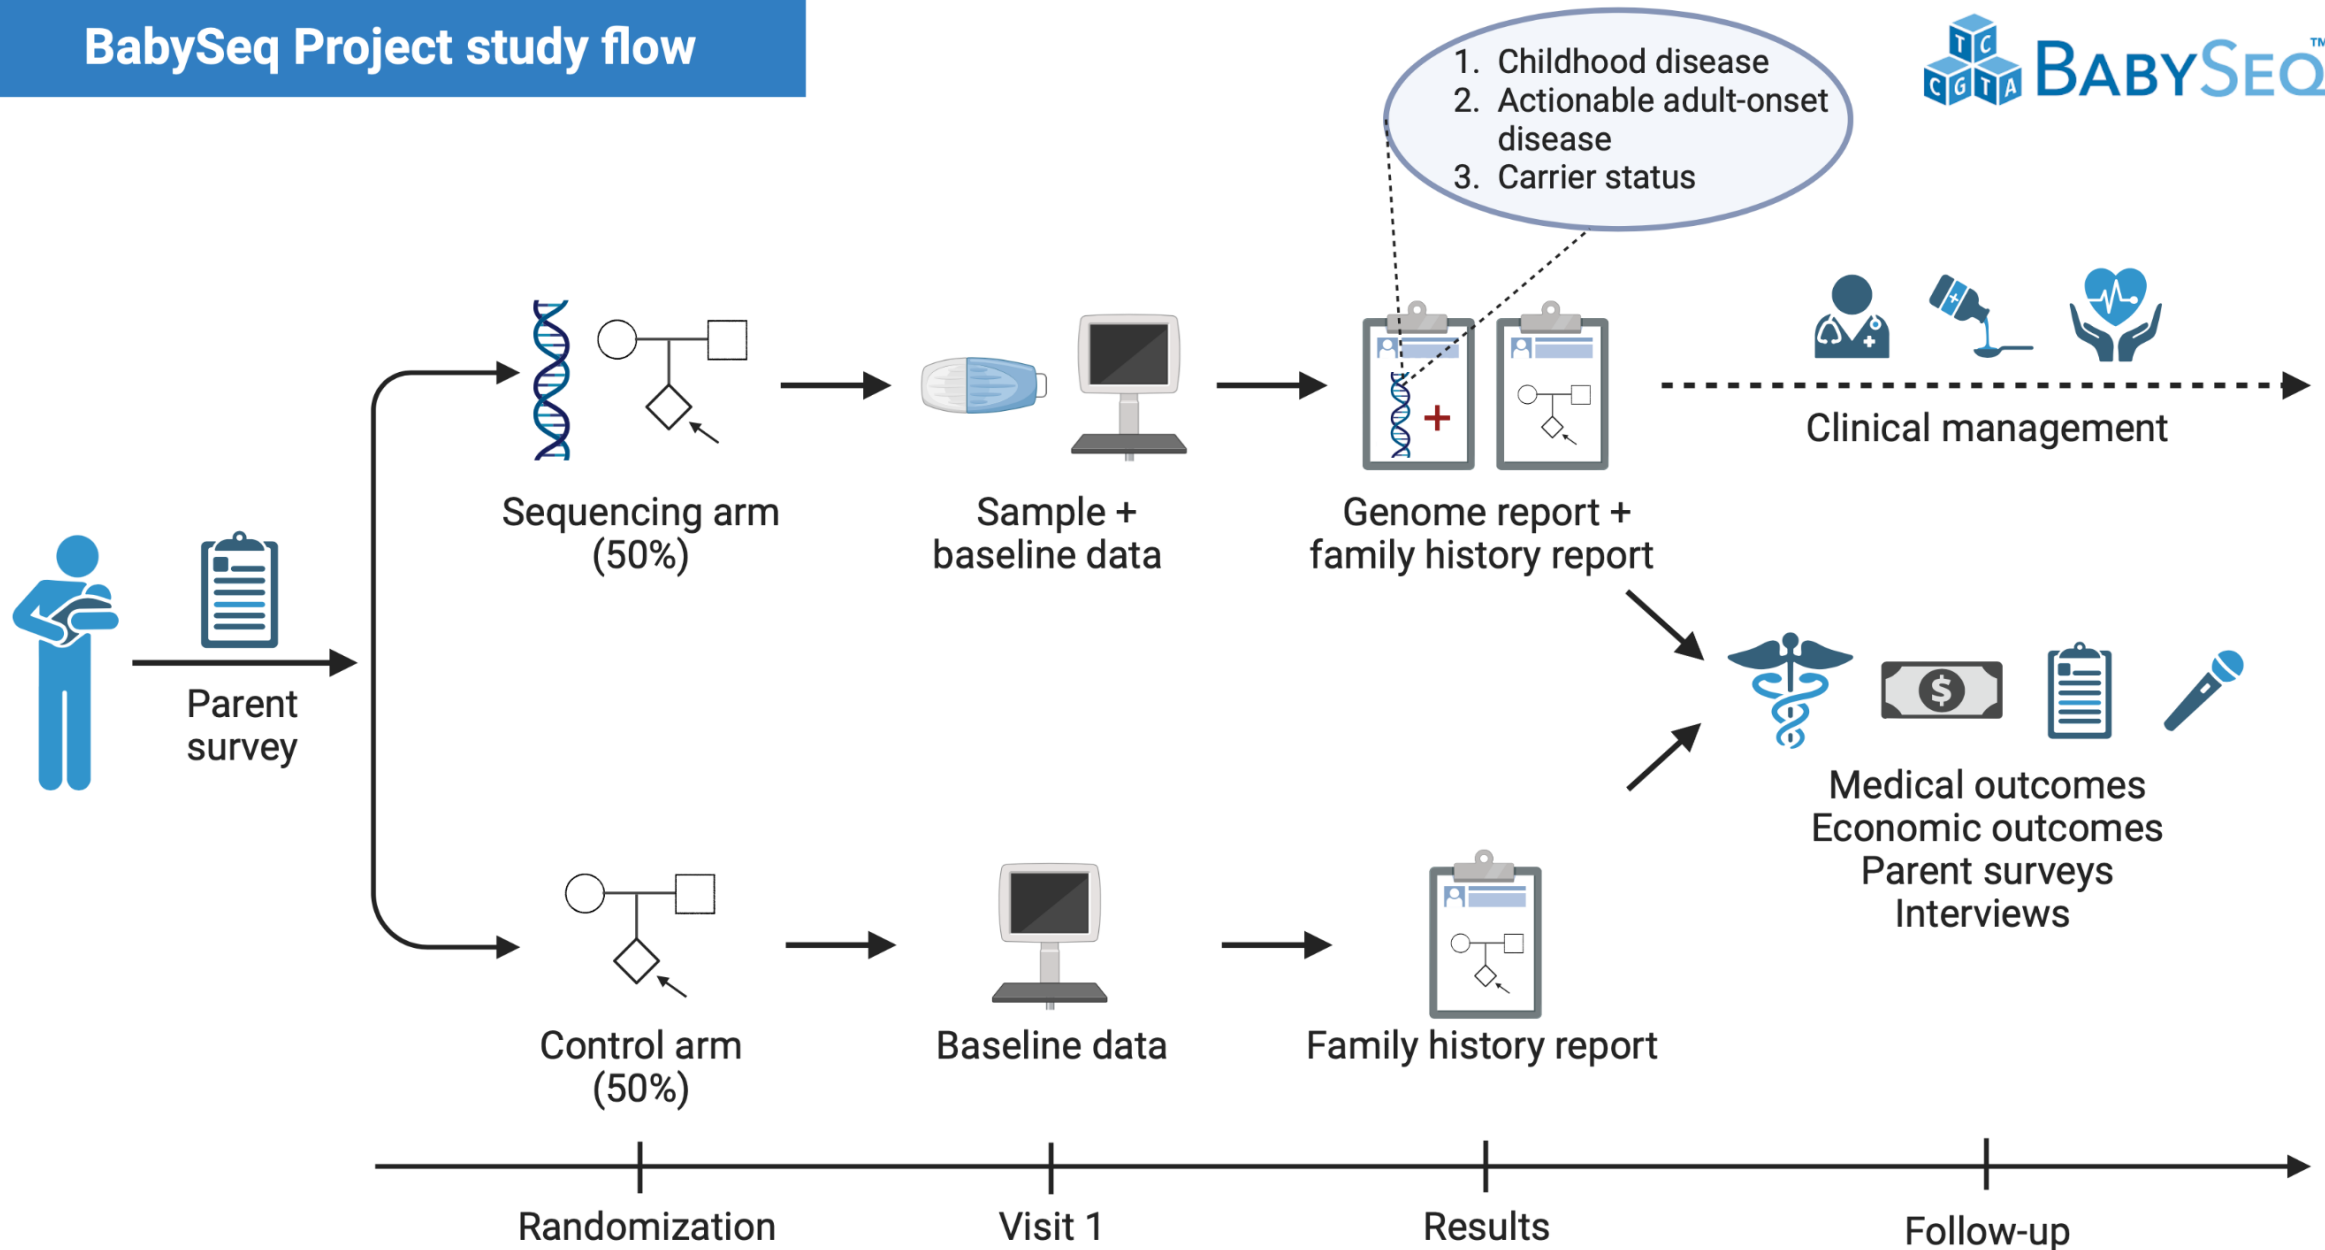 BabySeq Project study flow
1. Childhood disease
2. Actionable adult-onset
disease
3. Carrier status
T C
C G T A
BABYSEQ™
Clinical management
Sequencing arm
(50%)
Sample +
baseline data
Genome report +
family history report
Parent
survey
$
Medical outcomes
Economic outcomes
Parent surveys
Interviews
Control arm
(50%)
Baseline data
Family history report
Randomization
Visit 1
Results
Follow-up